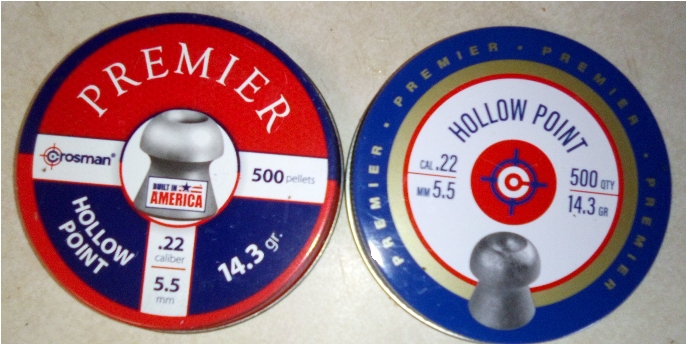 PREMIER
Crosman®
500 pellets
BUILT IN
AMERICA
HOLLOW
POINT
.22
caliber
5.5
mm
14.3 gr.
PREMIER • PREMIER • PREMIER • PREMIER
HOLLOW POINT
CAL .22
MM 5.5
500 QTY
14.3 GR